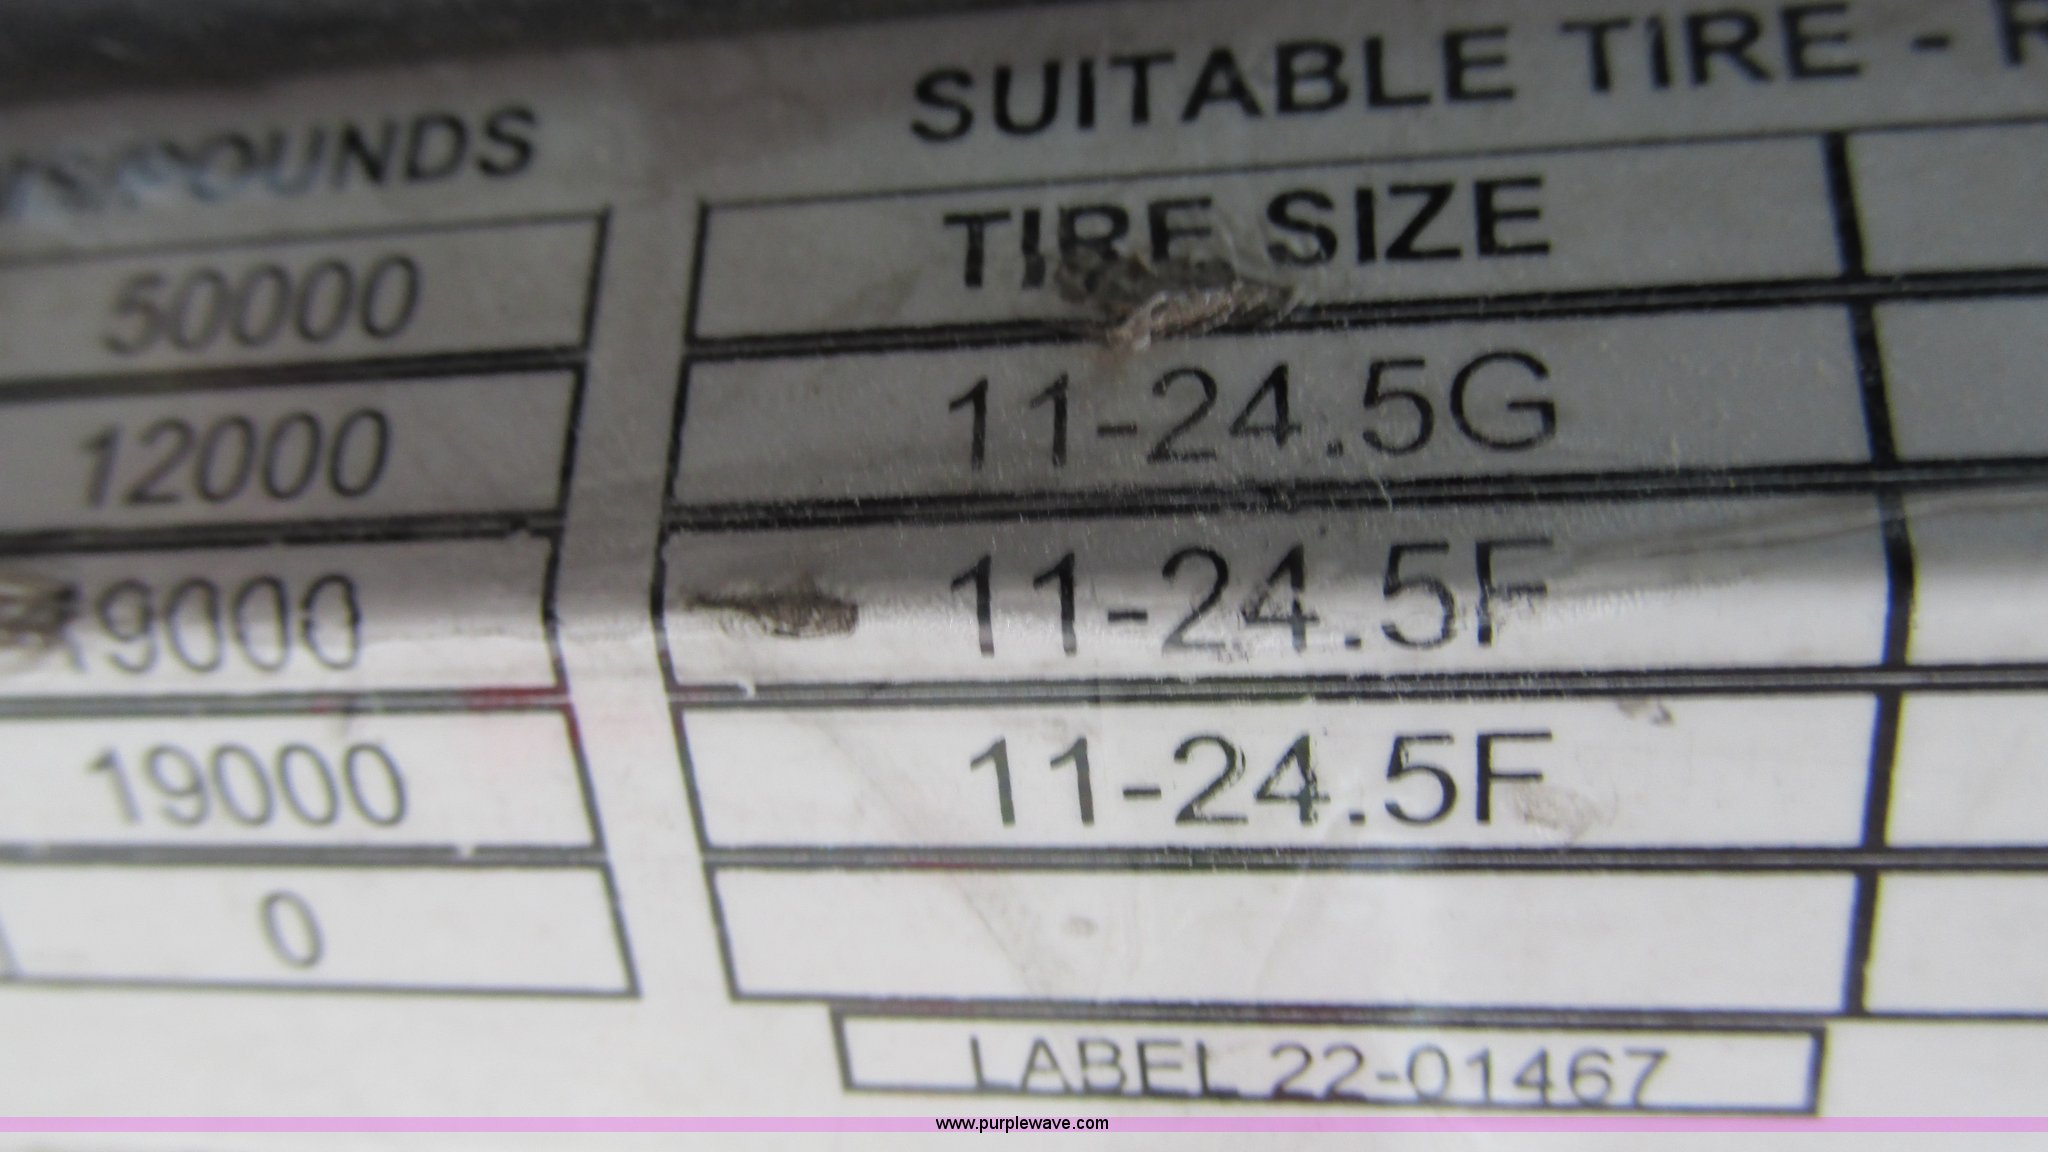 POUNDS SUITABLE TIRE -
50000 TIRE SIZE
12000 11-24.5G
19000 11-24.5F
19000 11-24.5F
0
LABEL 22-01467
www.purplewave.com